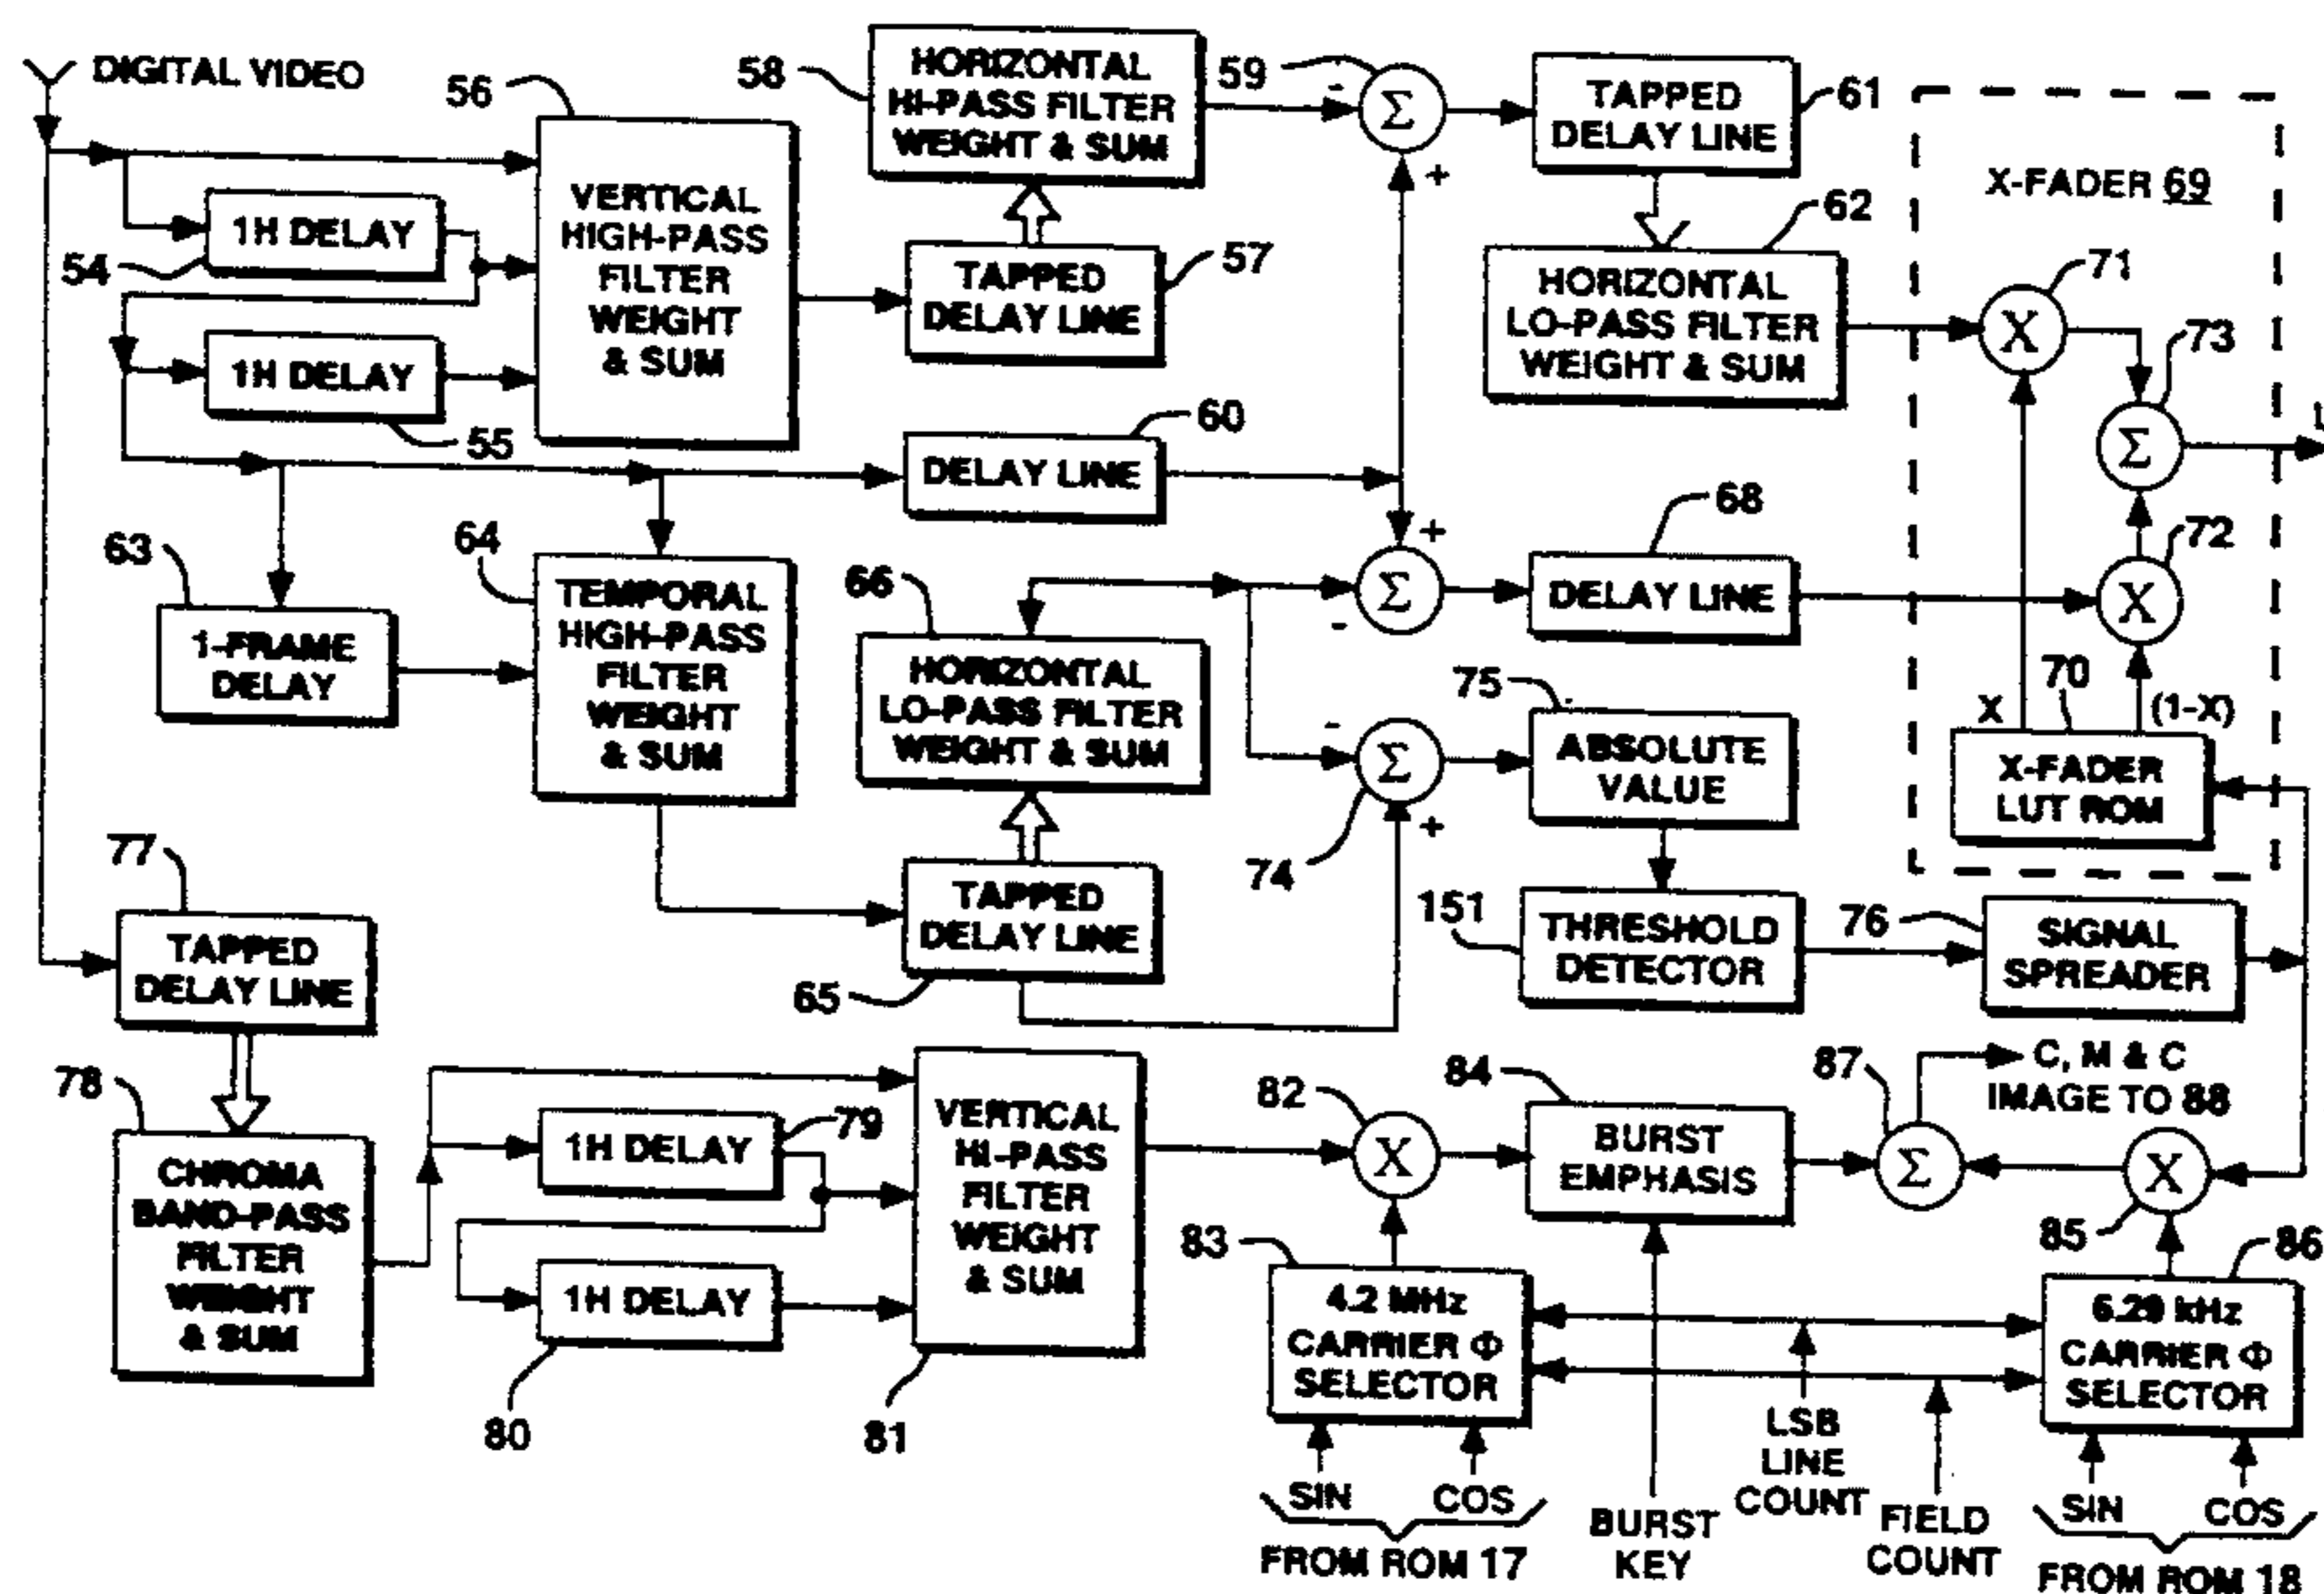 DIGITAL VIDEO
56
58
HORIZONTAL
HI-PASS FILTER
WEIGHT & SUM
59
-
Σ
+
TAPPED
DELAY LINE
61
X-FADER 69
1H DELAY
54
VERTICAL
HIGH-PASS
FILTER
WEIGHT
& SUM
TAPPED
DELAY LINE
57
62
HORIZONTAL
LO-PASS FILTER
WEIGHT & SUM
71
X
73
Σ
L
1H DELAY
55
60
DELAY LINE
63
1-FRAME
DELAY
64
TEMPORAL
HIGH-PASS
FILTER
WEIGHT
& SUM
66
HORIZONTAL
LO-PASS FILTER
WEIGHT & SUM
+
Σ
-
68
DELAY LINE
72
X
75
-
Σ
+
74
ABSOLUTE
VALUE
X
70
(1-X)
X-FADER
LUT ROM
77
TAPPED
DELAY LINE
TAPPED
DELAY LINE
65
151
THRESHOLD
DETECTOR
76
SIGNAL
SPREADER
78
CHROMA
BAND-PASS
FILTER
WEIGHT
& SUM
1H DELAY
79
1H DELAY
80
VERTICAL
HI-PASS
FILTER
WEIGHT
& SUM
81
82
X
84
BURST
EMPHASIS
87
Σ
C, M & C
IMAGE TO 88
X
85
83
4.2 MHz
CARRIER Φ
SELECTOR
86
6.29 kHz
CARRIER Φ
SELECTOR
SIN
COS
FROM ROM 17
BURST
KEY
LSB
LINE
COUNT
FIELD
COUNT
SIN
COS
FROM ROM 18